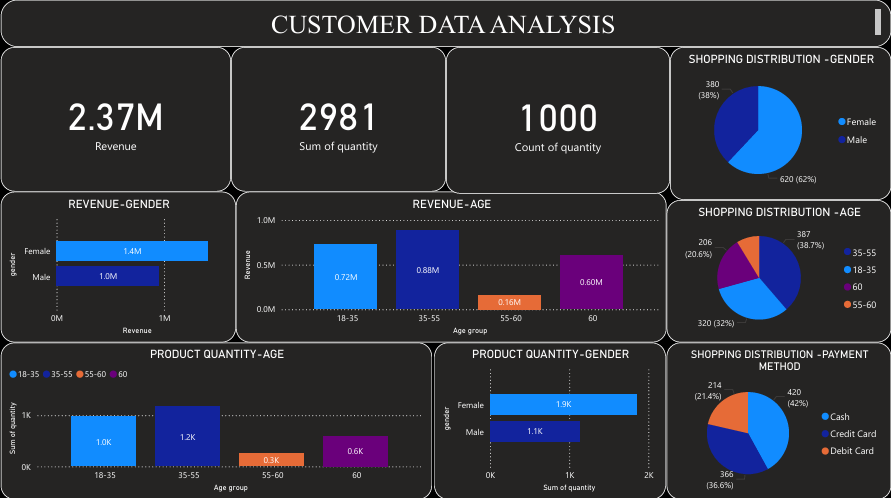 CUSTOMER DATA ANALYSIS
2.37M
Revenue
2981
Sum of quantity
1000
Count of quantity
SHOPPING DISTRIBUTION -GENDER
380
(38%)
620 (62%)
Female
Male
REVENUE-GENDER
gender
Female
1.4M
Male
1.0M
0M
1M
Revenue
REVENUE-AGE
Revenue
1.0M
0.5M
0.0M
0.72M
0.88M
0.16M
0.60M
18-35
35-55
55-60
60
Age group
SHOPPING DISTRIBUTION -AGE
387
(38.7%)
206
(20.6%)
320 (32%)
35-55
18-35
60
55-60
PRODUCT QUANTITY-AGE
18-35
35-55
55-60
60
Sum of quantity
1K
0K
1.0K
1.2K
0.3K
0.6K
18-35
35-55
55-60
60
Age group
PRODUCT QUANTITY-GENDER
gender
Female
1.9K
Male
1.1K
0K
1K
2K
Sum of quantity
SHOPPING DISTRIBUTION -PAYMENT
METHOD
214
(21.4%)
420
(42%)
366
(36.6%)
Cash
Credit Card
Debit Card